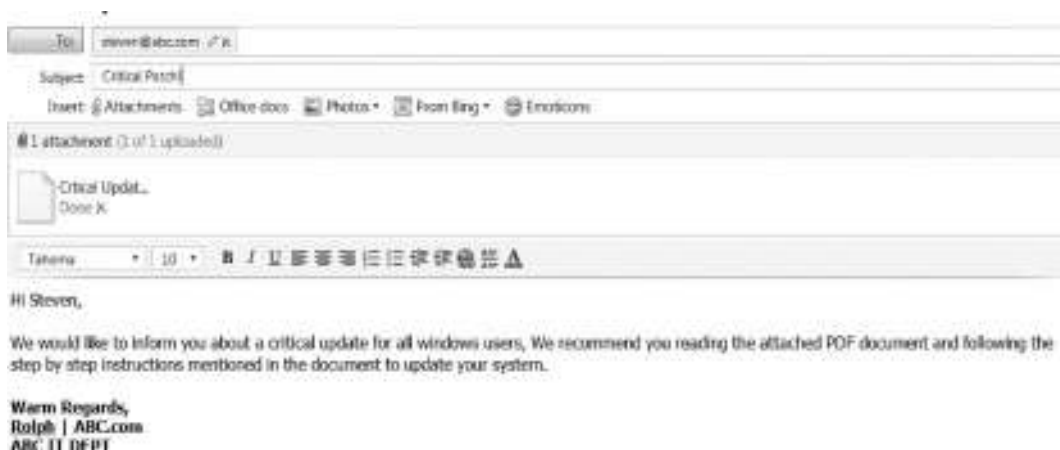 To: steven@abc.com
Subject: Critical Patch
Insert: Attachments Office docs Photos From Bing Emoticons
1 attachment (1 of 1 uploaded)
Critical Updat...
Done X
Tahoma 10 B I U A
Hi Steven,
We would like to inform you about a critical update for all windows users, We recommend you reading the attached PDF document and following the
step by step instructions mentioned in the document to update your system.
Warm Regards,
Rolph | ABC.com
ABC IT DEPT